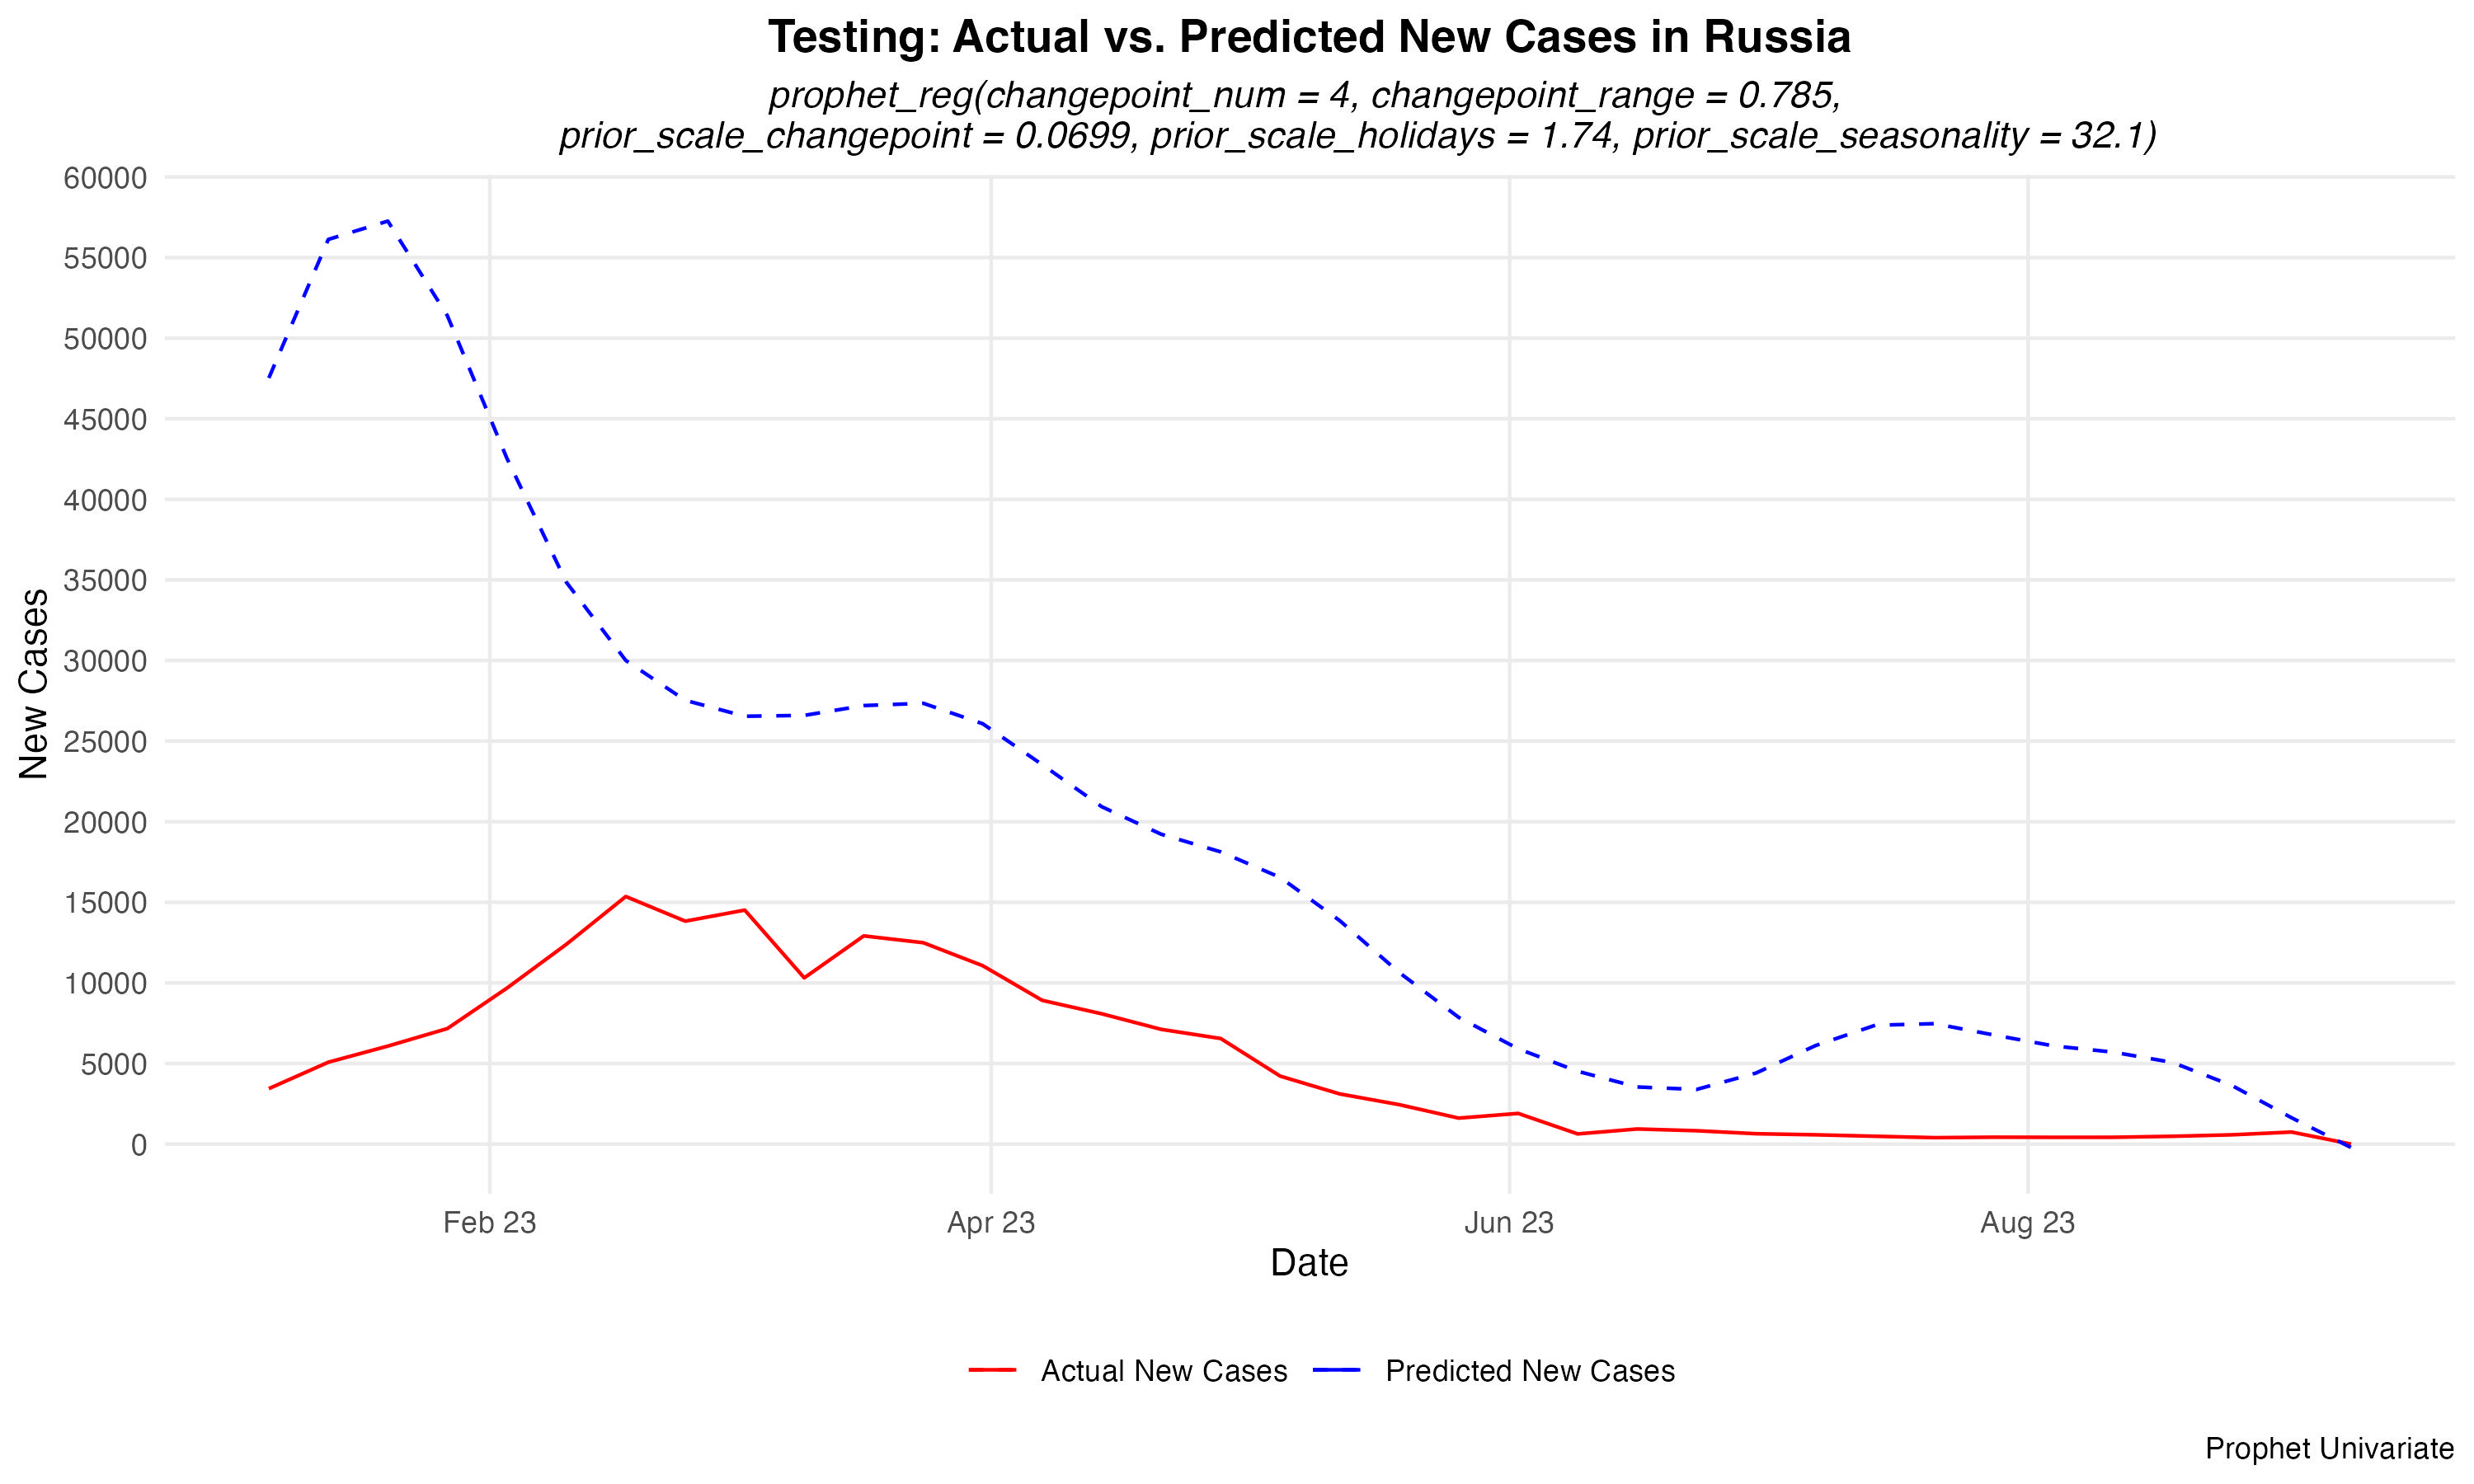 Testing: Actual vs. Predicted New Cases in Russia
prophet_reg(changepoint_num = 4, changepoint_range = 0.785,
prior_scale_changepoint = 0.0699, prior_scale_holidays = 1.74, prior_scale_seasonality = 32.1)
60000
55000
50000
45000
40000
35000
30000
25000
20000
15000
10000
5000
0
New Cases
Feb 23 Apr 23 Jun 23 Aug 23
Date
Actual New Cases Predicted New Cases
Prophet Univariate